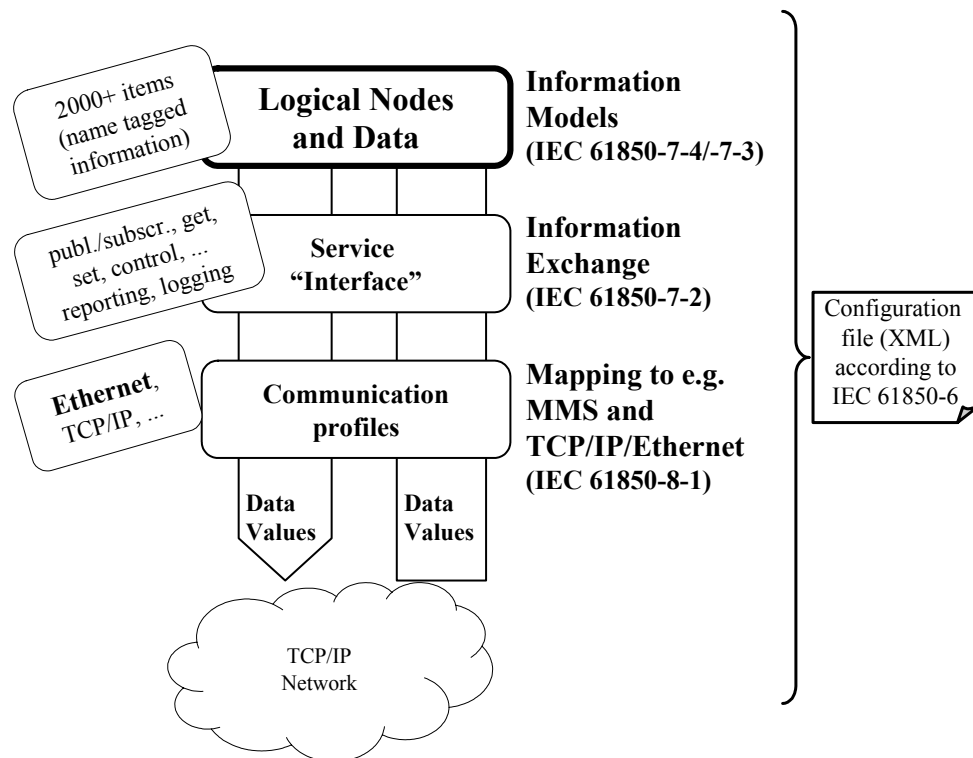 2000+ items
(name tagged
information)
Logical Nodes
and Data
Information
Models
(IEC 61850-7-4/-7-3)
publ./subscr., get,
set, control, ...
reporting, logging
Service
“Interface”
Information
Exchange
(IEC 61850-7-2)
Ethernet,
TCP/IP, ...
Communication
profiles
Mapping to e.g.
MMS and
TCP/IP/Ethernet
(IEC 61850-8-1)
Configuration
file (XML)
according to
IEC 61850-6
Data
Values
Data
Values
TCP/IP
Network